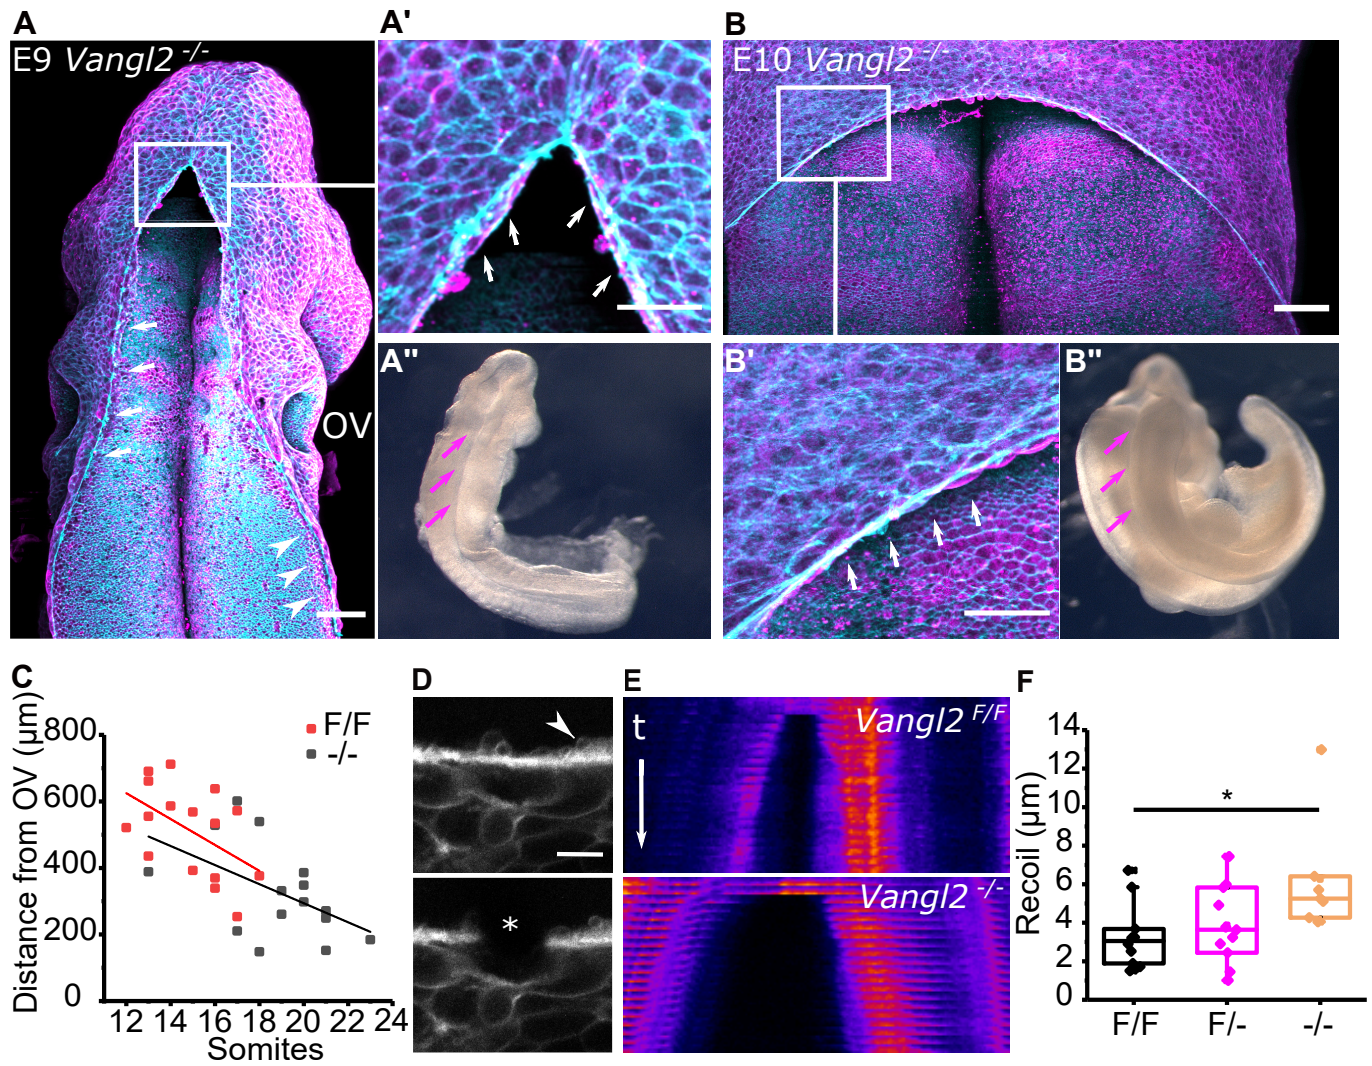 A
E9 Vangl2 -/-
OV
A'
A"
B
E10 Vangl2 -/-
B'
B"
C
Distance from OV (µm)
800
600
400
200
0
12 14 16 18 20 22 24
Somites
F/F
-/-
D
*
E
t
Vangl2 F/F
Vangl2 -/-
F
Recoil (µm)
14
12
10
8
6
4
2
0
*
F/F F/- -/-